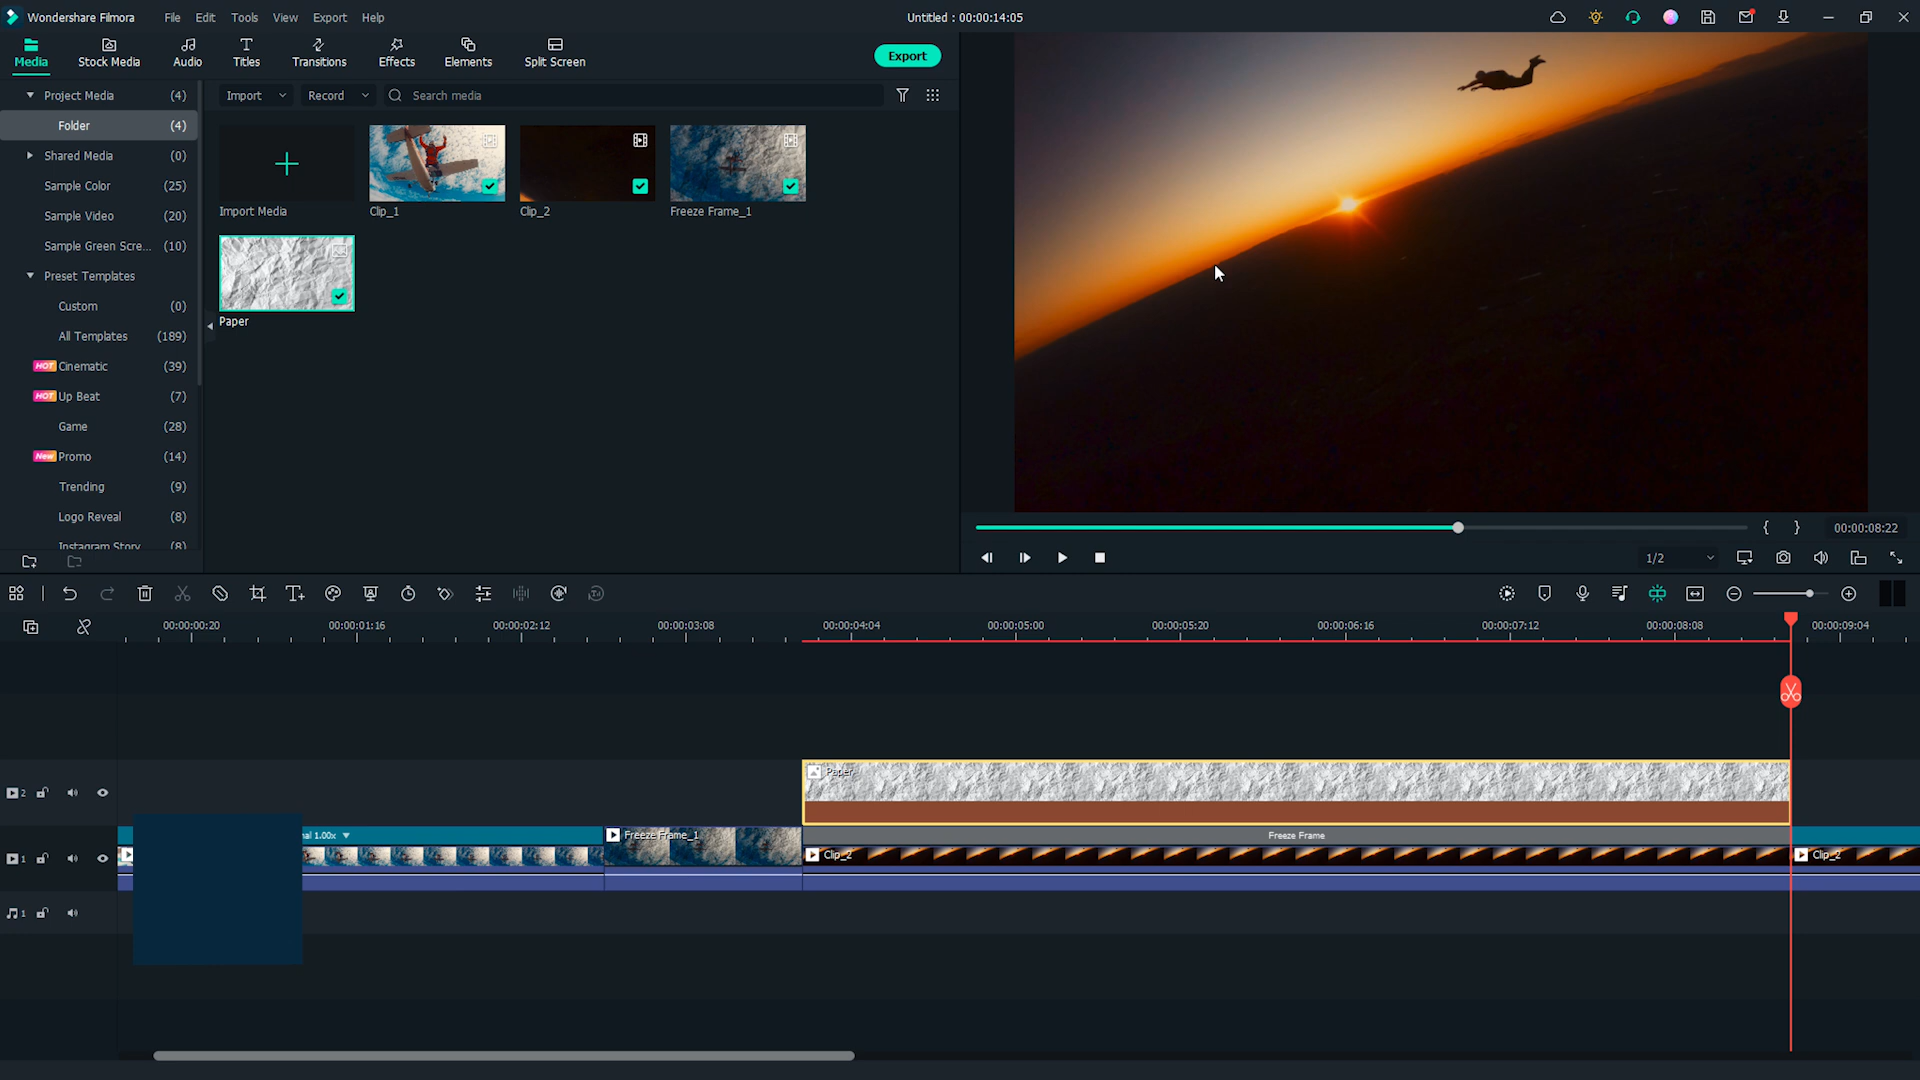 Wondershare Filmora
File Edit Tools View Export Help
Untitled : 00:00:14:05
Media
Stock Media
Audio
Titles
Transitions
Effects
Elements
Split Screen
Export
Project Media (4)
Folder (4)
Shared Media (0)
Sample Color (25)
Sample Video (20)
Sample Green Scre... (10)
Preset Templates
Custom (0)
All Templates (189)
HOT Cinematic (39)
HOT Up Beat (7)
Game (28)
New Promo (14)
Trending (9)
Logo Reveal (8)
Instagram Story (8)
Import
Record
Search media
Import Media
Clip_1
Clip_2
Freeze Frame_1
Paper
{ } 00:00:08:22
1/2
00:00:00:20 00:00:01:16 00:00:02:12 00:00:03:08 00:00:04:04 00:00:05:00 00:00:05:20 00:00:06:16 00:00:07:12 00:00:08:08 00:00:09:04
2
Paper
nal 1.00x
Freeze Frame_1
Freeze Frame
1
Clip_2
Clip_2
1